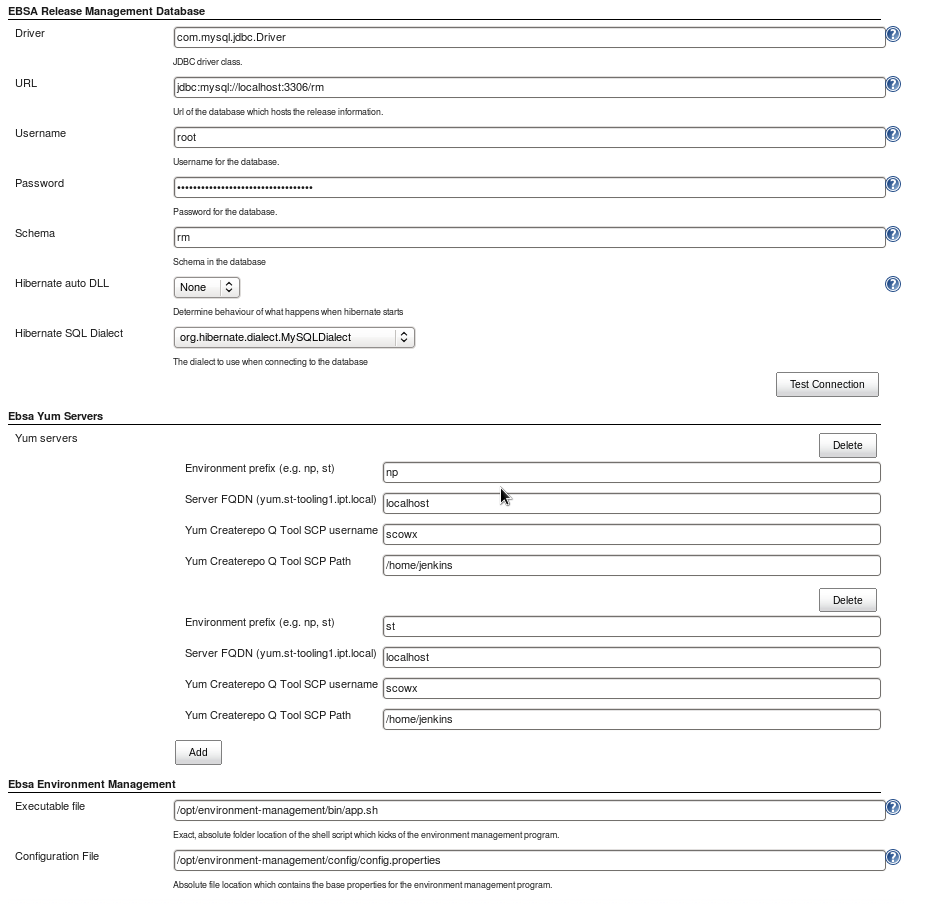 EBSA Release Management Database
Driver
com.mysql.jdbc.Driver
JDBC driver class.
URL
jdbc:mysql://localhost:3306/rm
Url of the database which hosts the release information.
Username
root
Username for the database.
Password
••••••••••••••••••••••••••••••••••
Password for the database.
Schema
rm
Schema in the database
Hibernate auto DLL
None
Determine behaviour of what happens when hibernate starts
Hibernate SQL Dialect
org.hibernate.dialect.MySQLDialect
The dialect to use when connecting to the database
Test Connection
Ebsa Yum Servers
Yum servers
Delete
Environment prefix (e.g. np, st)
np
Server FQDN (yum.st-tooling1.ipt.local)
localhost
Yum Createrepo Q Tool SCP username
scowx
Yum Createrepo Q Tool SCP Path
/home/jenkins
Delete
Environment prefix (e.g. np, st)
st
Server FQDN (yum.st-tooling1.ipt.local)
localhost
Yum Createrepo Q Tool SCP username
scowx
Yum Createrepo Q Tool SCP Path
/home/jenkins
Add
Ebsa Environment Management
Executable file
/opt/environment-management/bin/app.sh
Exact, absolute folder location of the shell script which kicks of the environment management program.
Configuration File
/opt/environment-management/config/config.properties
Absolute file location which contains the base properties for the environment management program.